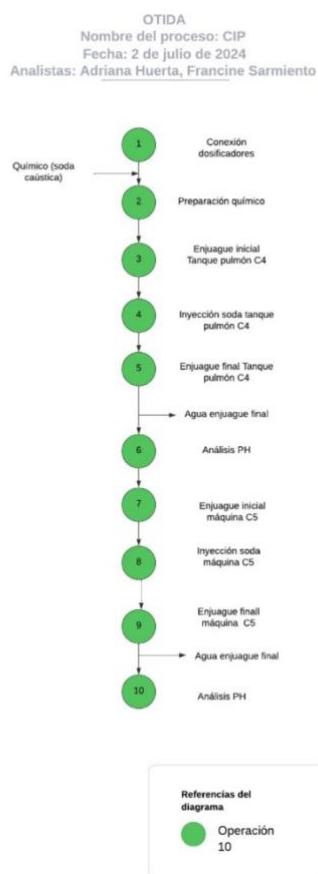 OTIDA
Nombre del proceso: CIP
Fecha: 2 de julio de 2024
Analistas: Adriana Huerta, Francine Sarmiento
1
Conexión
dosificadores
Químico (soda
caústica)
2
Preparación químico
3
Enjuague inicial
Tanque pulmón C4
4
Inyección soda tanque
pulmón C4
5
Enjuague final Tanque
pulmón C4
Agua enjuague final
6
Análisis PH
7
Enjuague inicial
máquina C5
8
Inyección soda
máquina C5
9
Enjuague finall
máquina C5
Agua enjuague final
10
Análisis PH
Referencias del
diagrama
Operación
10